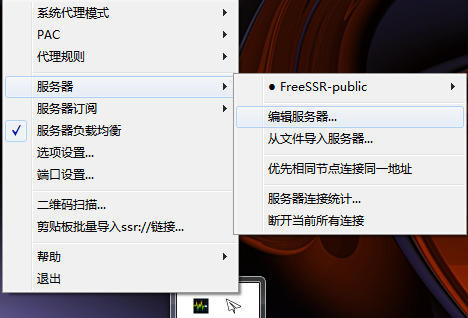 系统代理模式
PAC
代理规则
服务器
服务器订阅
服务器负载均衡
选项设置...
端口设置...
二维码扫描...
剪贴板批量导入ssr://链接...
帮助
退出
FreeSSR-public
编辑服务器...
从文件导入服务器...
优先相同节点连接同一地址
服务器连接统计...
断开当前所有连接